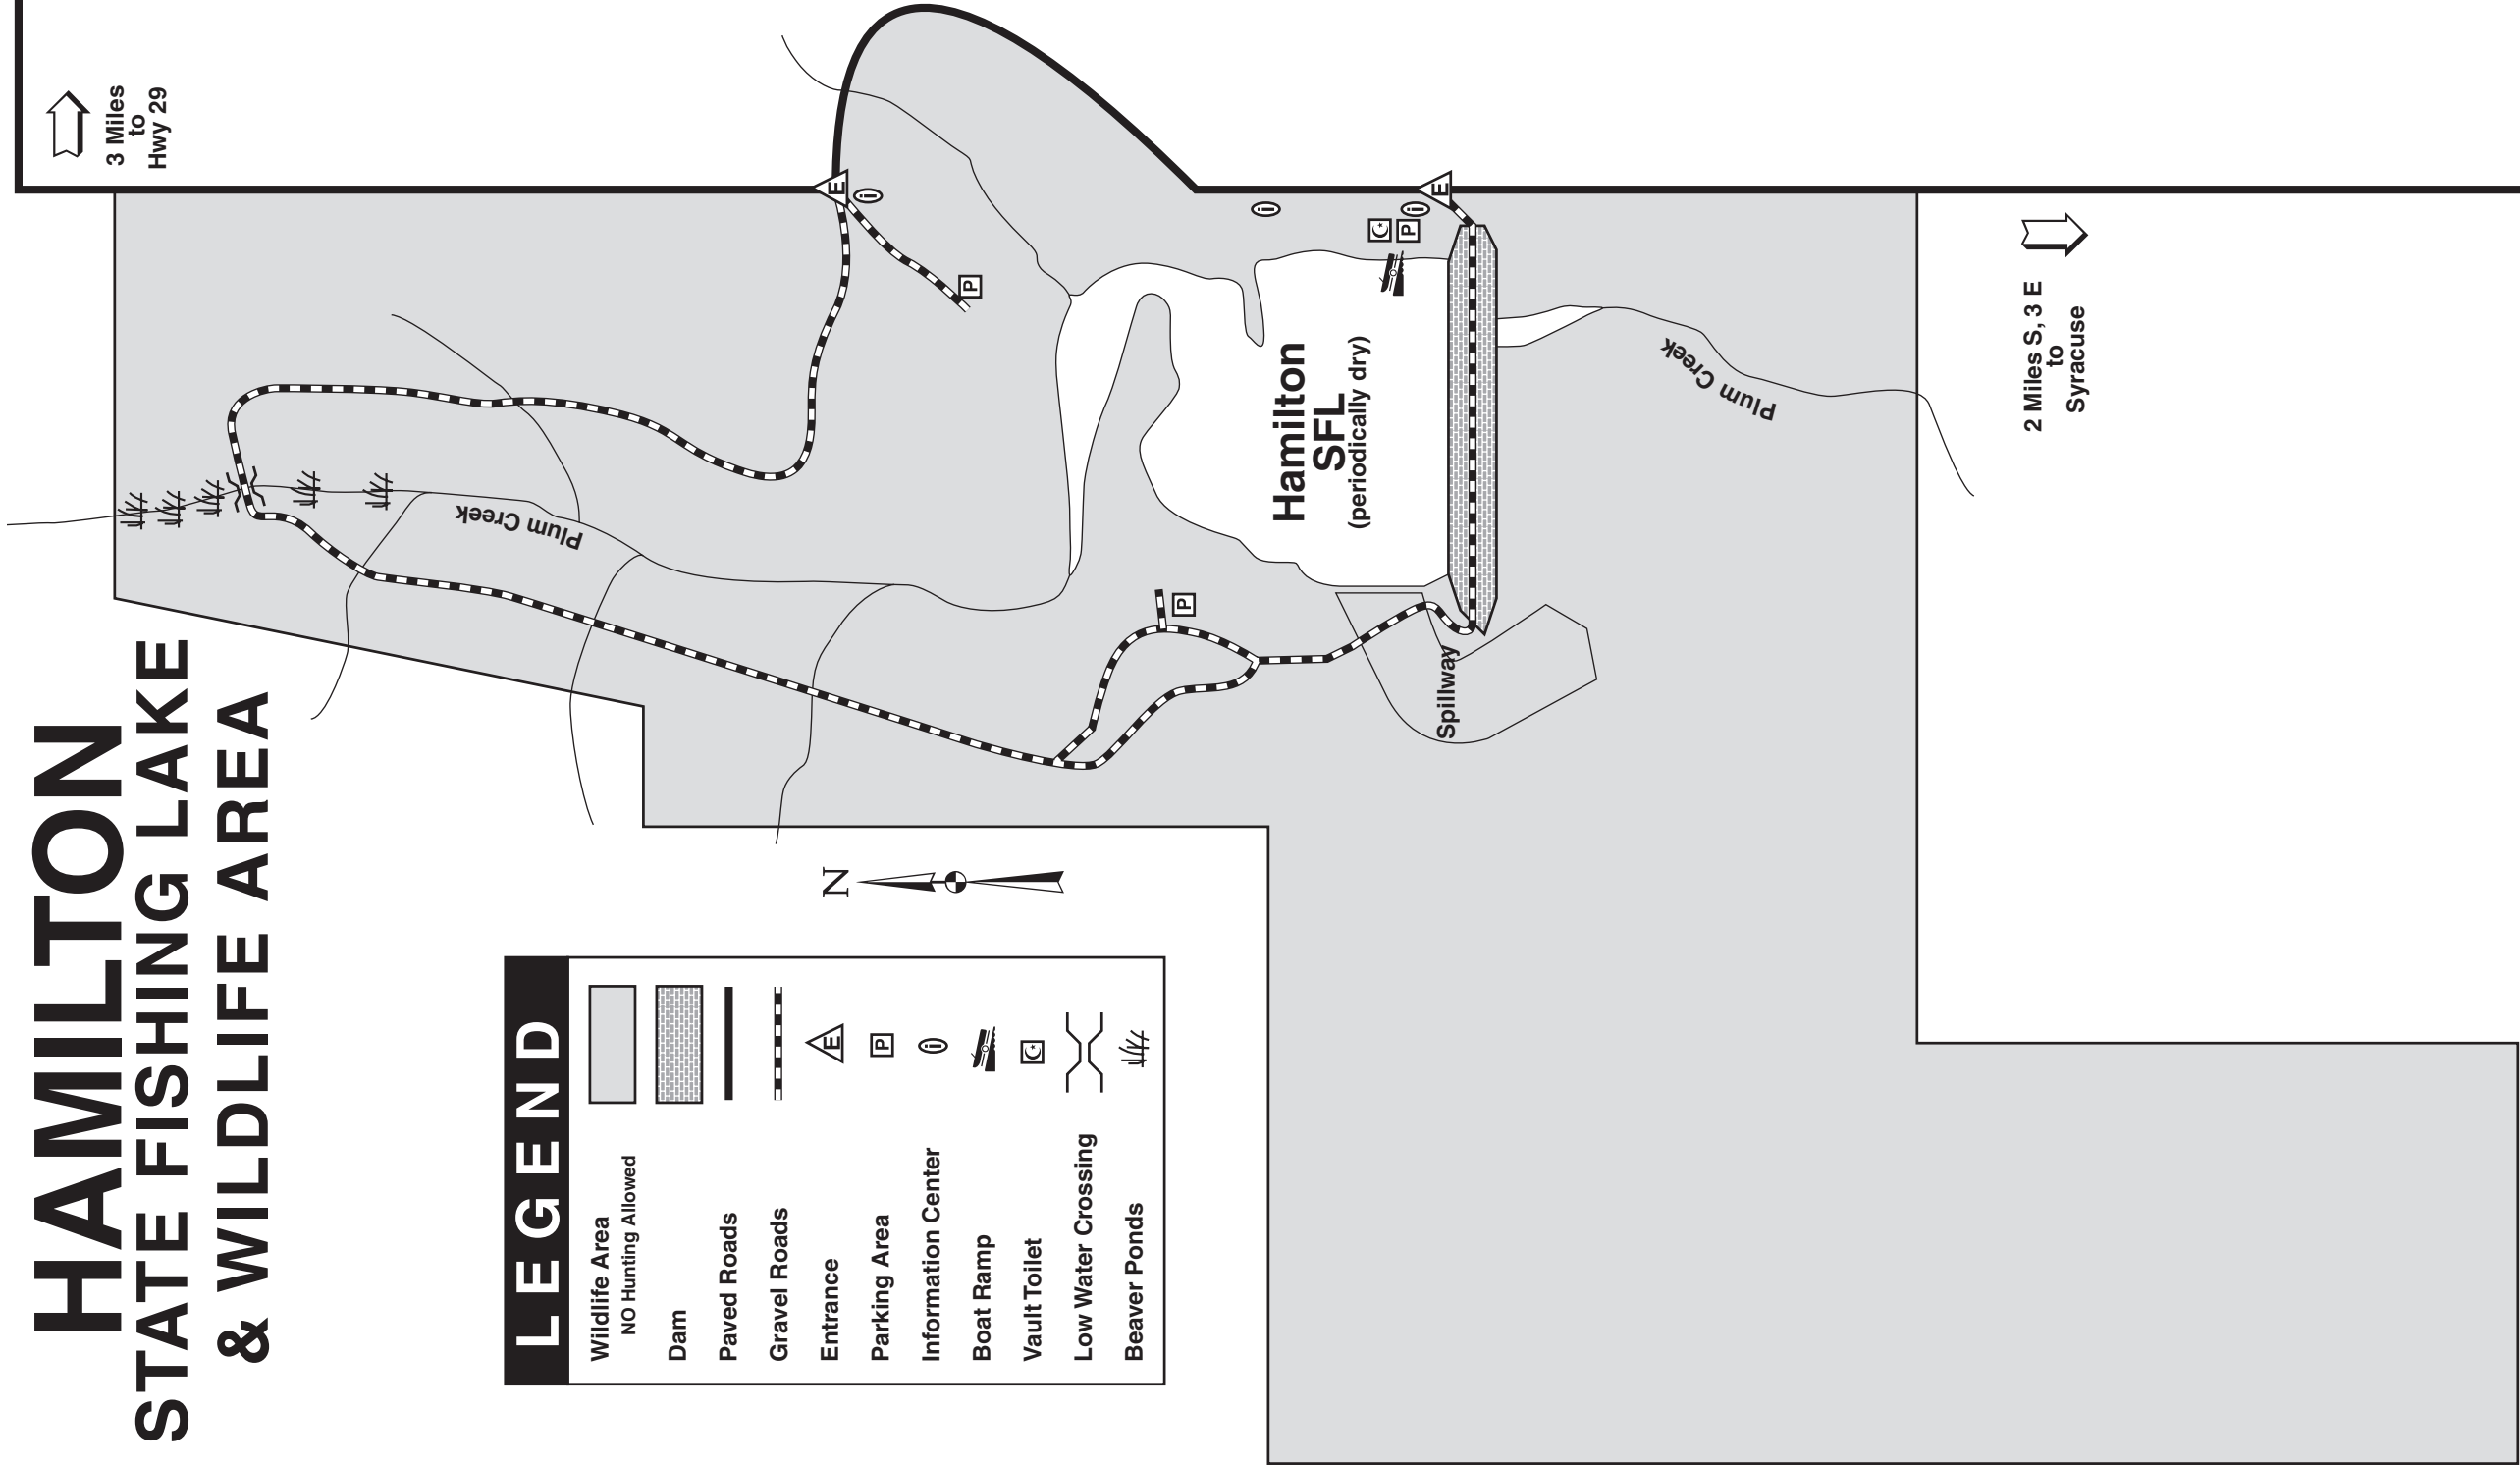 HAMILTON
STATE FISHING LAKE
& WILDLIFE AREA
3 Miles
to
Hwy 29
E
i
P
i
E
i
C
P
Hamilton
SFL
(periodically dry)
Plum Creek
Plum Creek
P
Spillway
2 Miles S, 3 E
to
Syracuse
N
LEGEND
Wildlife Area
NO Hunting Allowed
Dam
Paved Roads
Gravel Roads
Entrance E
Parking Area P
Information Center i
Boat Ramp
Vault Toilet C
Low Water Crossing
Beaver Ponds